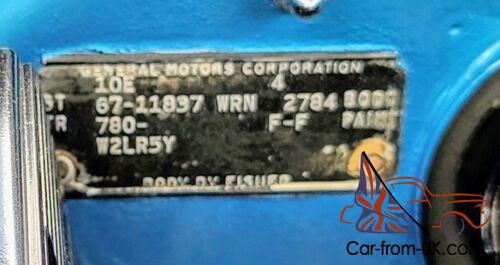 GENERAL MOTORS CORPORATION
10E 4
ST 67-11837 WRN 2784 BODY
TR 780- F-F PAINT
W2LR5Y
BODY BY FISHER
Car-from-UK.com